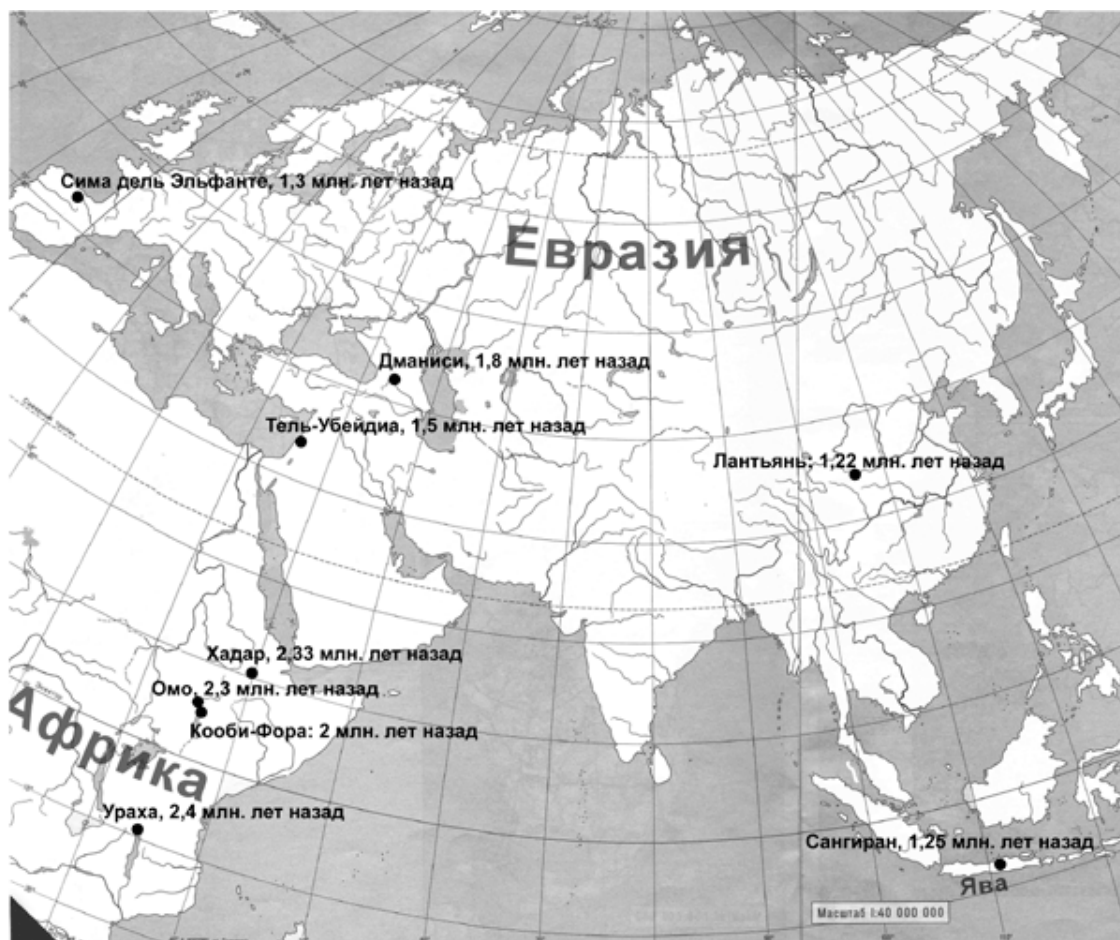 Сима дель Эльфанте, 1,3 млн. лет назад
Евразия
Дманиси, 1,8 млн. лет назад
Тель-Убейдиа, 1,5 млн. лет назад
Лантьянь: 1,22 млн. лет назад
Хадар, 2,33 млн. лет назад
Омо, 2,3 млн. лет назад
Кооби-Фора: 2 млн. лет назад
Африка
Ураха, 2,4 млн. лет назад
Сангиран, 1,25 млн. лет назад
Ява
Масштаб 1:40 000 000